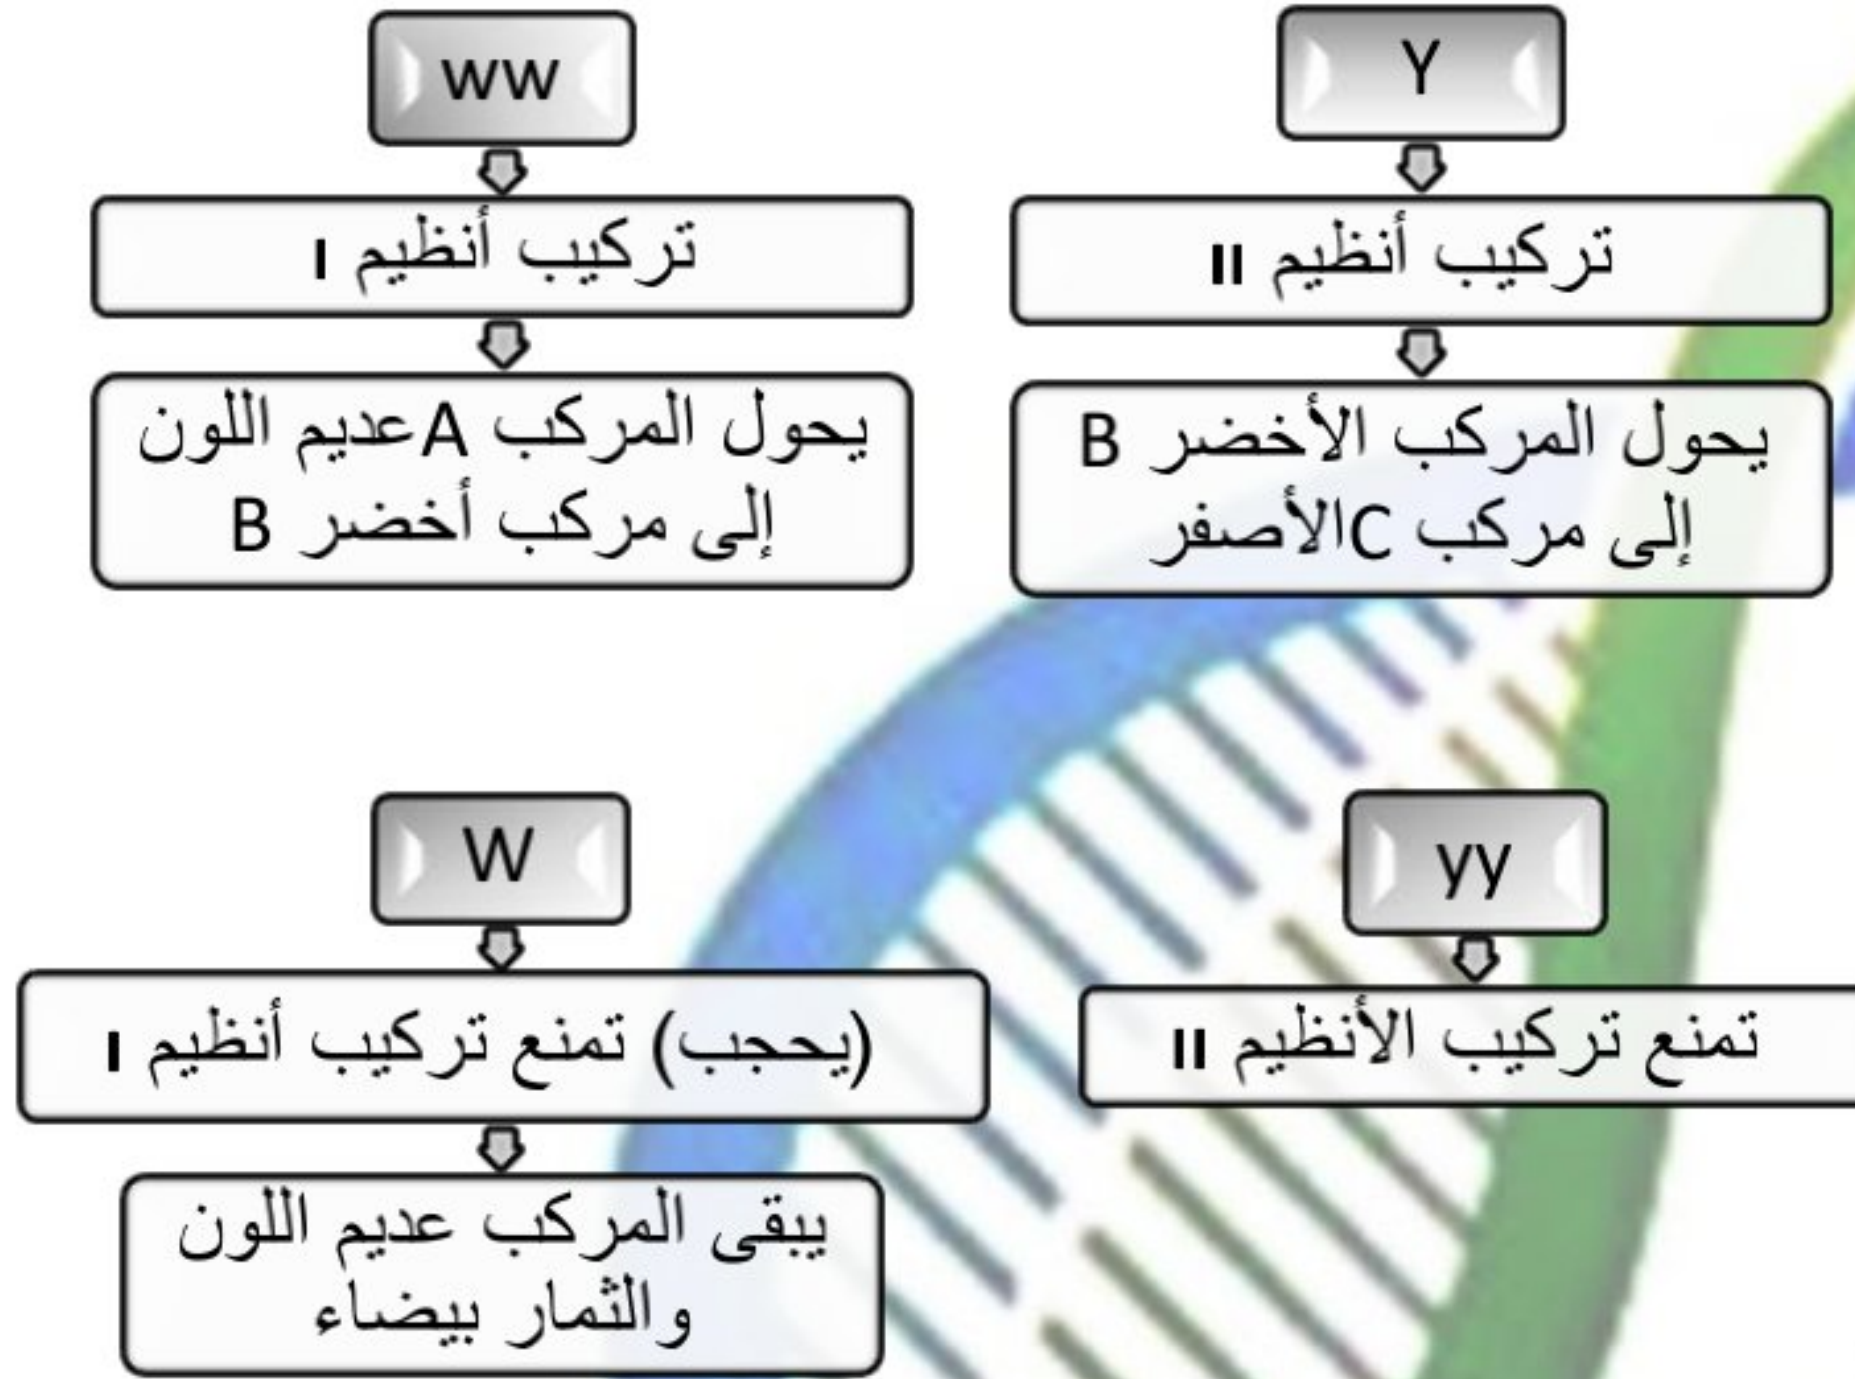 ww
تركيب أنظيم I
يحول المركب Aعديم اللون
إلى مركب أخضر B
Y
تركيب أنظيم II
يحول المركب الأخضر B
إلى مركب Cالأصفر
W
(يحجب) تمنع تركيب أنظيم I
يبقى المركب عديم اللون
والثمار بيضاء
yy
تمنع تركيب الأنظيم II